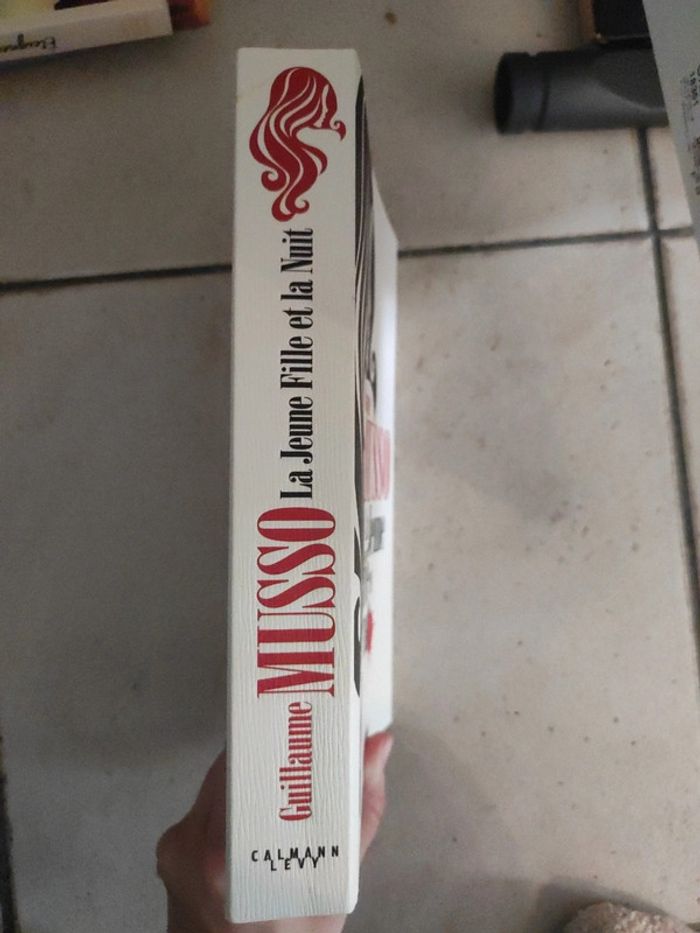 Guillaume MUSSO La Jeune Fille et la Nuit
CALMANN
LEVY